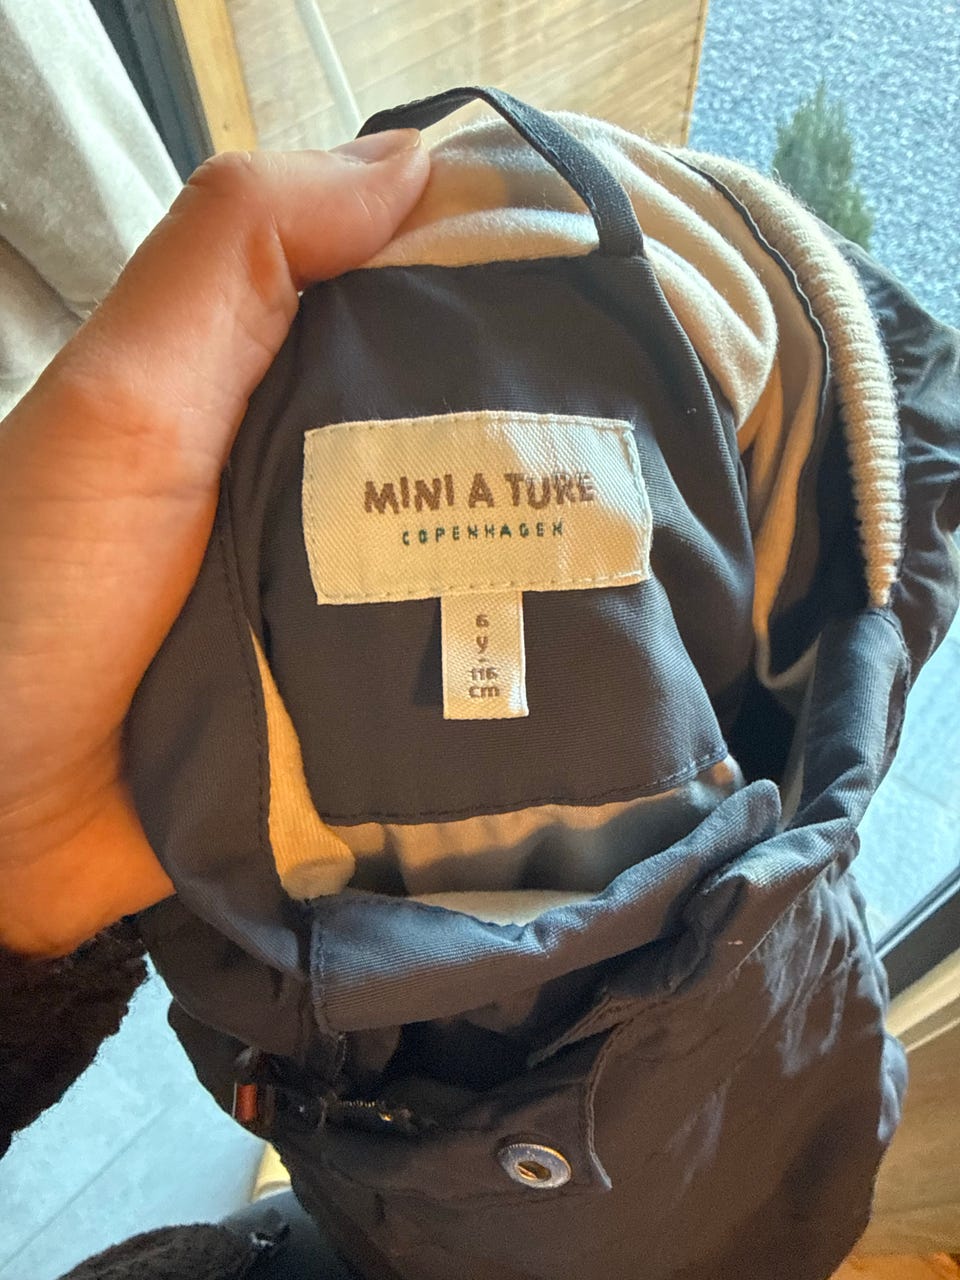 MINI A TURE
COPENHAGEN
6
y
-
116
cm